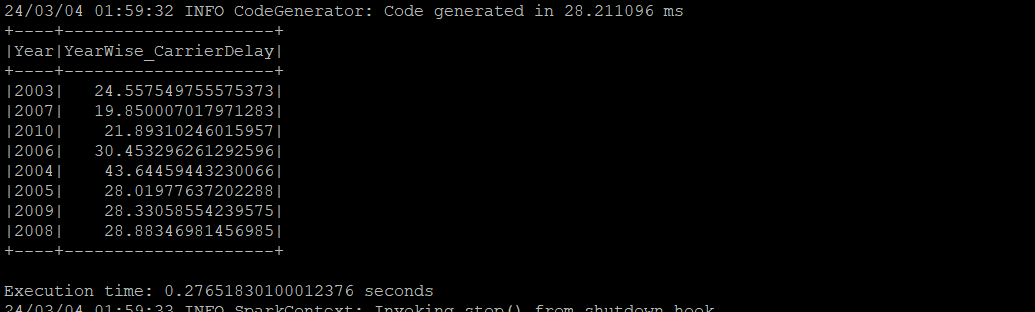 24/03/04 01:59:32 INFO CodeGenerator: Code generated in 28.211096 ms
+----+---------------------+
|Year|YearWise_CarrierDelay|
+----+---------------------+
|2003|   24.557549755575373|
|2007|   19.850007017971283|
|2010|    21.89310246015957|
|2006|   30.453296261292596|
|2004|    43.64459443230066|
|2005|    28.01977637202288|
|2009|    28.33058554239575|
|2008|    28.88346981456985|
+----+---------------------+
Execution time: 0.27651830100012376 seconds
24/03/04 01:59:33 INFO SparkContext: Invoking stop() from shutdown hook